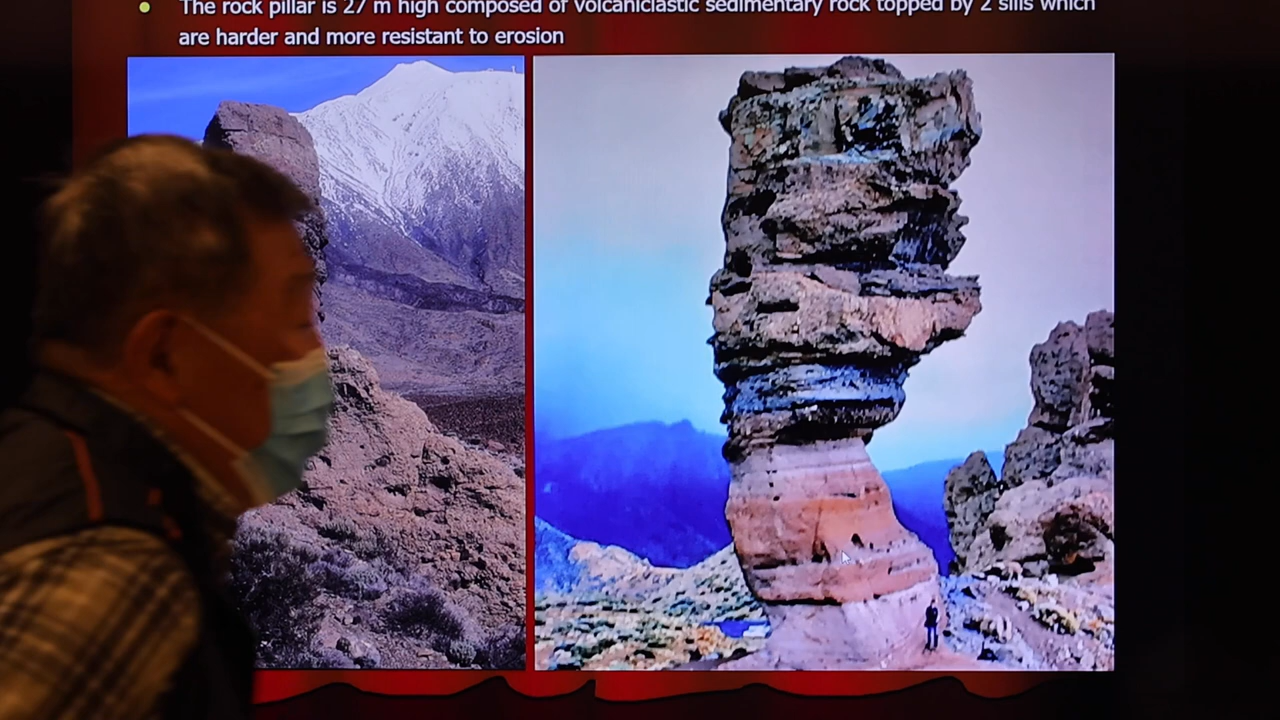 The rock pillar is 27 m high composed of volcaniclastic sedimentary rock topped by 2 sills which
are harder and more resistant to erosion